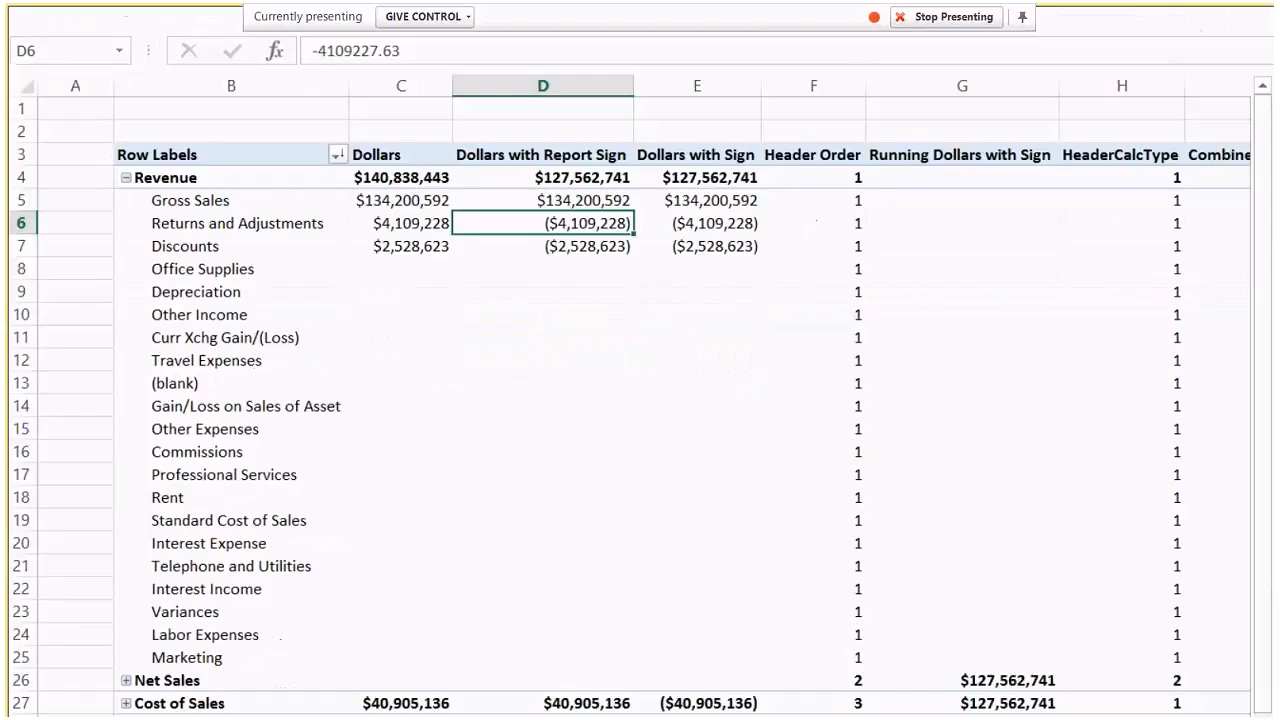 Currently presenting GIVE CONTROL Stop Presenting
D6 fx -4109227.63
A B C D E F G H
1
2
3 Row Labels Dollars Dollars with Report Sign Dollars with Sign Header Order Running Dollars with Sign HeaderCalcType Combine
4 Revenue $140,838,443 $127,562,741 $127,562,741 1 1
5 Gross Sales $134,200,592 $134,200,592 $134,200,592 1 1
6 Returns and Adjustments $4,109,228 ($4,109,228) ($4,109,228) 1 1
7 Discounts $2,528,623 ($2,528,623) ($2,528,623) 1 1
8 Office Supplies 1 1
9 Depreciation 1 1
10 Other Income 1 1
11 Curr Xchg Gain/(Loss) 1 1
12 Travel Expenses 1 1
13 (blank) 1 1
14 Gain/Loss on Sales of Asset 1 1
15 Other Expenses 1 1
16 Commissions 1 1
17 Professional Services 1 1
18 Rent 1 1
19 Standard Cost of Sales 1 1
20 Interest Expense 1 1
21 Telephone and Utilities 1 1
22 Interest Income 1 1
23 Variances 1 1
24 Labor Expenses 1 1
25 Marketing 1 1
26 Net Sales 2 $127,562,741 2
27 Cost of Sales $40,905,136 $40,905,136 ($40,905,136) 3 $127,562,741 1